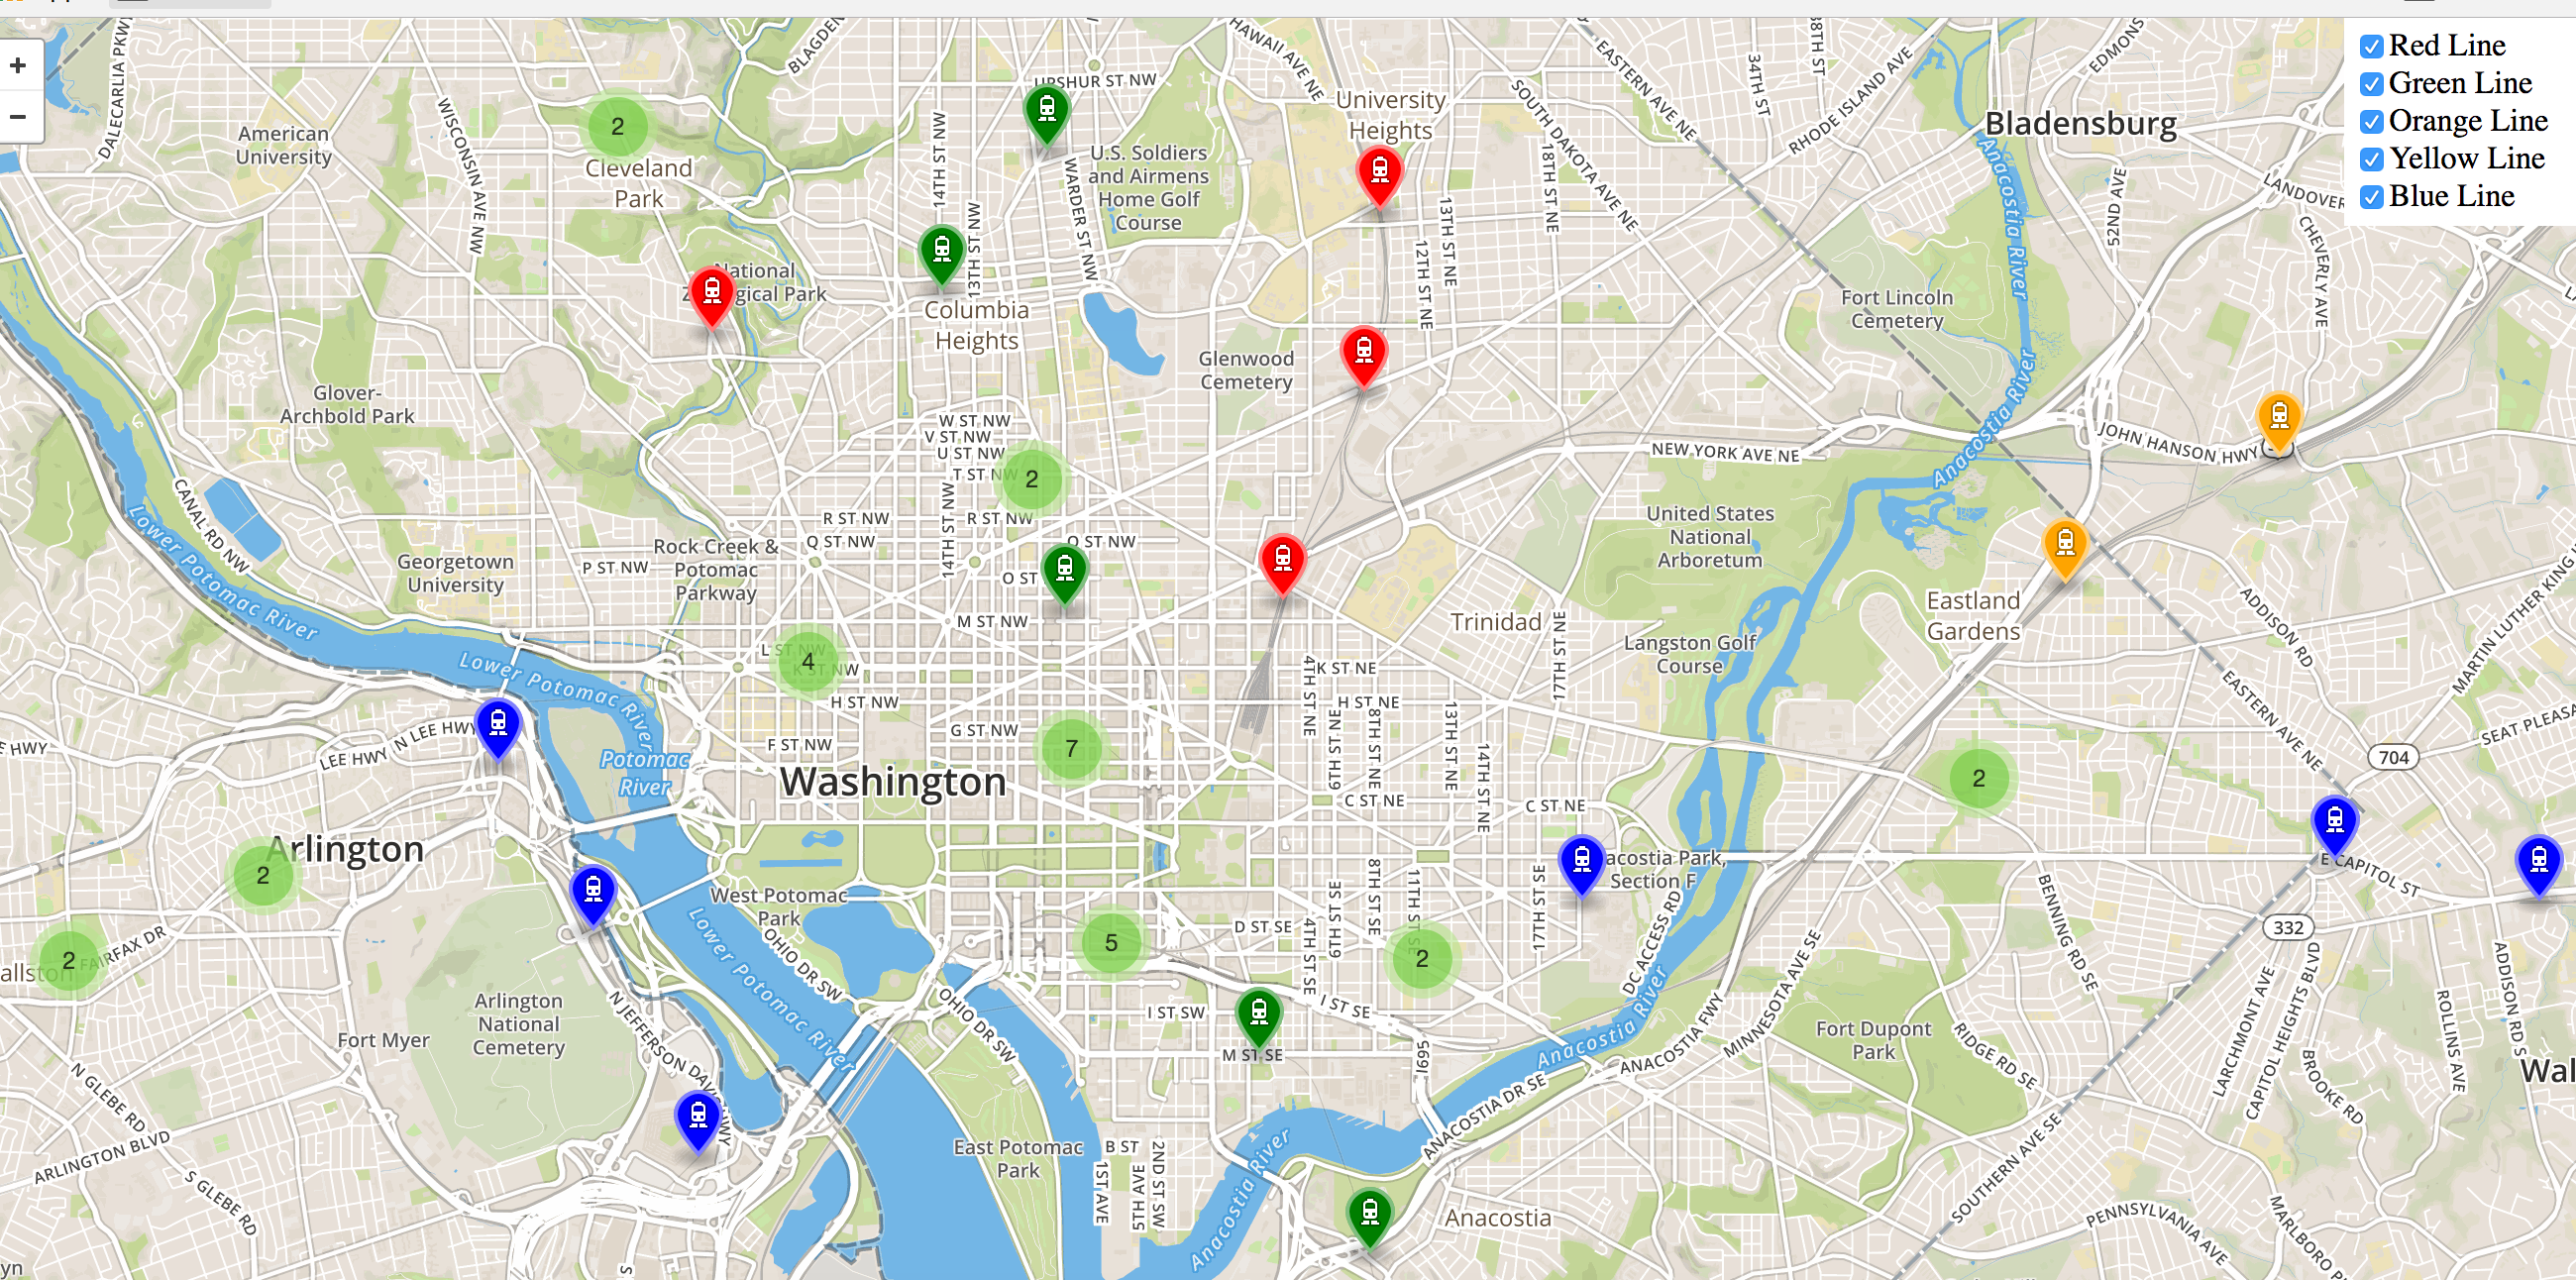 Red Line
Green Line
Orange Line
Yellow Line
Blue Line
+
−
DALECARLIA PKW
BLAGDEN
UPSHUR ST NW
HAWAII AVE NE
EASTERN AVE NE
34TH ST
38TH ST
RHODE ISLAND AVE
EDMONS
University
Heights
SOUTH DAKOTA AVE NE
18TH ST NE
Bladensburg
Anacostia River
52ND AVE
LANDOVER
CHEVERLY AVE
American
University
WISCONSIN AVE NW
2
Cleveland
Park
14TH ST NW
13TH ST NW
WARDER ST NW
U.S. Soldiers
and Airmens
Home Golf
Course
13TH ST NE
12TH ST NE
National
Columbia
Heights
Glenwood
Cemetery
Fort Lincoln
Cemetery
Glover-
Archbold Park
W ST NW
V ST NW
U ST NW
T ST NW
2
R ST NW
R ST NW
Q ST NW
Q ST NW
14TH ST NW
O ST
P ST NW
M ST NW
NEW YORK AVE NE
JOHN HANSON HWY
Anacostia River
United States
National
Arboretum
CANAL RD NW
Lower Potomac River
Georgetown
University
Rock Creek &
Potomac
Parkway
Trinidad
17TH ST NE
Langston Golf
Course
Eastland
Gardens
ADDISON RD
MARTIN LUTHER KING
EASTERN AVE NE
SEAT PLEASA
704
Lower Potomac River
L ST NW
K ST NW
4
H ST NW
G ST NW
F ST NW
7
4TH ST NE
K ST NE
H ST NE
6TH ST NE
8TH ST NE
13TH ST NE
14TH ST NE
C ST NE
C ST NE
2
E HWY
LEE HWY
N LEE HWY
Potomac
River
Washington
Arlington
2
2
FAIRFAX DR
allston
West Potomac
Park
OHIO DR SW
Lower Potomac River
OHIO DR SW
5
D ST SE
4TH ST SE
6TH ST SE
8TH ST SE
11TH ST SE
2
17TH ST SE
acostia Park,
Section F
DC ACCESS RD
E CAPITOL ST
332
BENNING RD SE
Arlington
National
Cemetery
Fort Myer
N JEFFERSON DAVIS HWY
I ST SW
I ST SE
M ST SE
I695
Anacostia River
ANACOSTIA FWY
MINNESOTA AVE SE
ANACOSTIA DR SE
Fort Dupont
Park
RIDGE RD SE
LARCHMONT AVE
CAPITOL HEIGHTS BLVD
BROOKE RD
ROLLINS AVE
ADDISON RD S
Wal
N GLEBE RD
ARLINGTON BLVD
S GLEBE RD
East Potomac
Park
B ST
1ST AVE
5TH AVE
2ND ST SW
Anacostia River
Anacostia
SOUTHERN AVE SE
PENNSYLVANIA AVE
MARLBORO P
yn
S